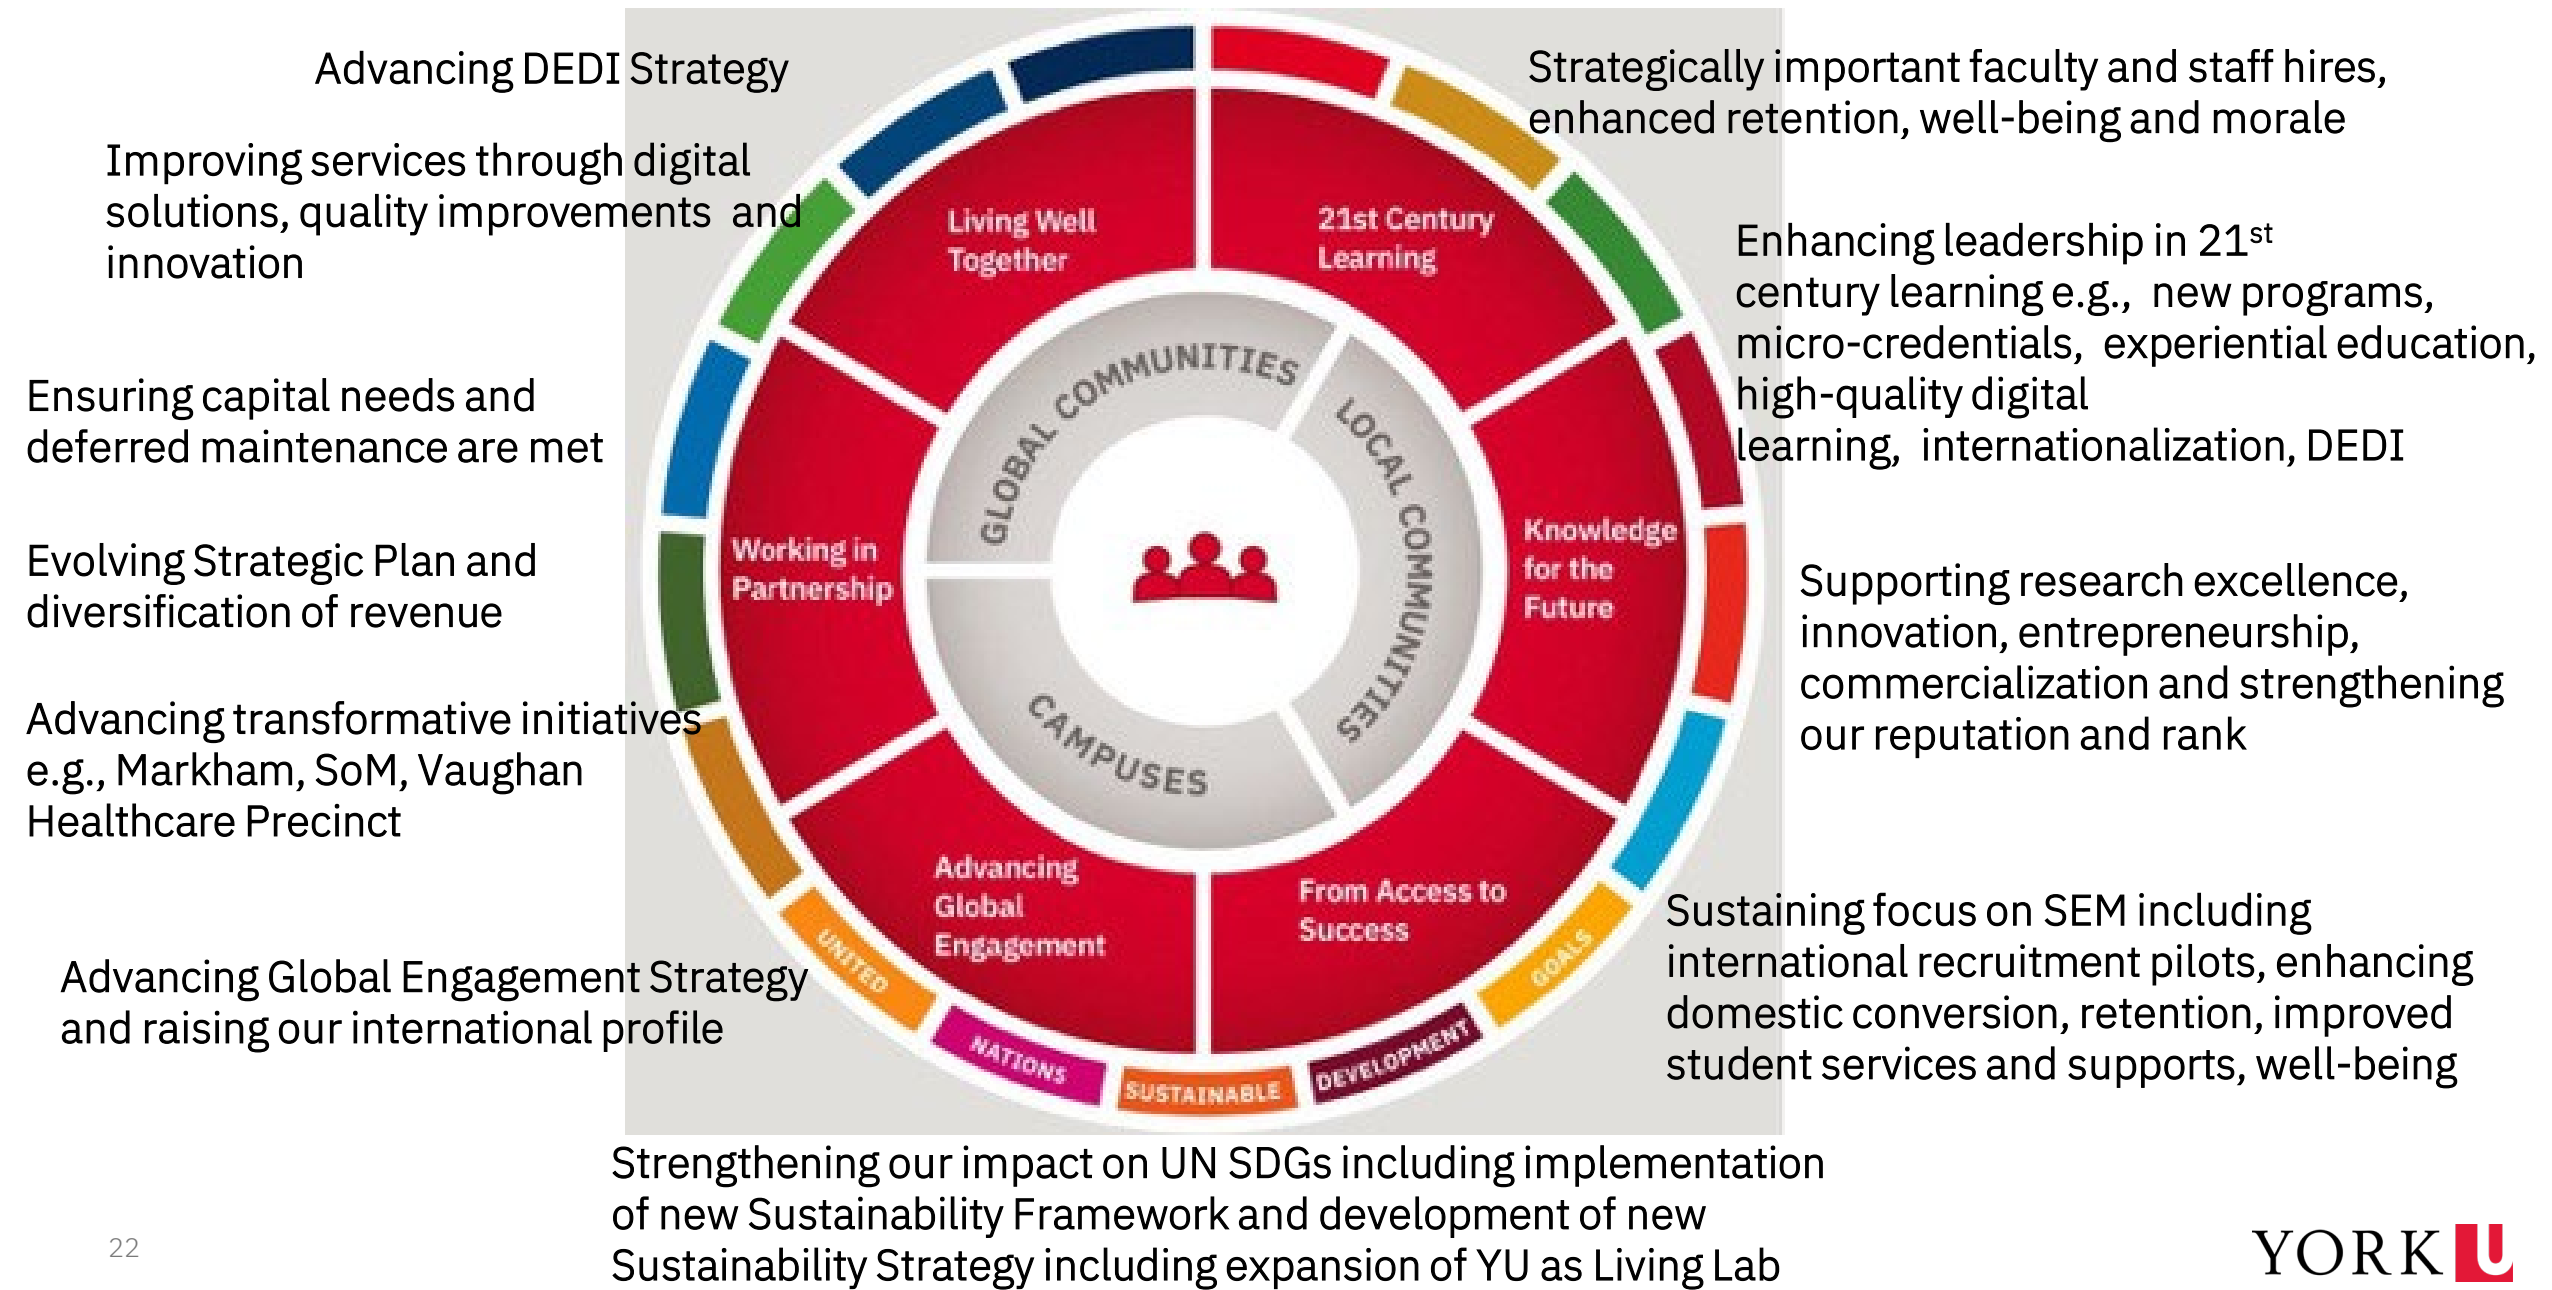 Advancing DEDI Strategy
Improving services through digital
solutions, quality improvements and
innovation
Ensuring capital needs and
deferred maintenance are met
Evolving Strategic Plan and
diversification of revenue
Advancing transformative initiatives
e.g., Markham, SoM, Vaughan
Healthcare Precinct
Advancing Global Engagement Strategy
and raising our international profile
Living Well
Together
21st Century
Learning
Working in
Partnership
Knowledge
for the
Future
Advancing
Global
Engagement
From Access to
Success
GLOBAL COMMUNITIES
LOCAL COMMUNITIES
CAMPUSES
UNITED
NATIONS
SUSTAINABLE
DEVELOPMENT
GOALS
Strategically important faculty and staff hires,
enhanced retention, well-being and morale
Enhancing leadership in 21st
century learning e.g., new programs,
micro-credentials, experiential education,
high-quality digital
learning, internationalization, DEDI
Supporting research excellence,
innovation, entrepreneurship,
commercialization and strengthening
our reputation and rank
Sustaining focus on SEM including
international recruitment pilots, enhancing
domestic conversion, retention, improved
student services and supports, well-being
Strengthening our impact on UN SDGs including implementation
of new Sustainability Framework and development of new
Sustainability Strategy including expansion of YU as Living Lab
22
YORK U